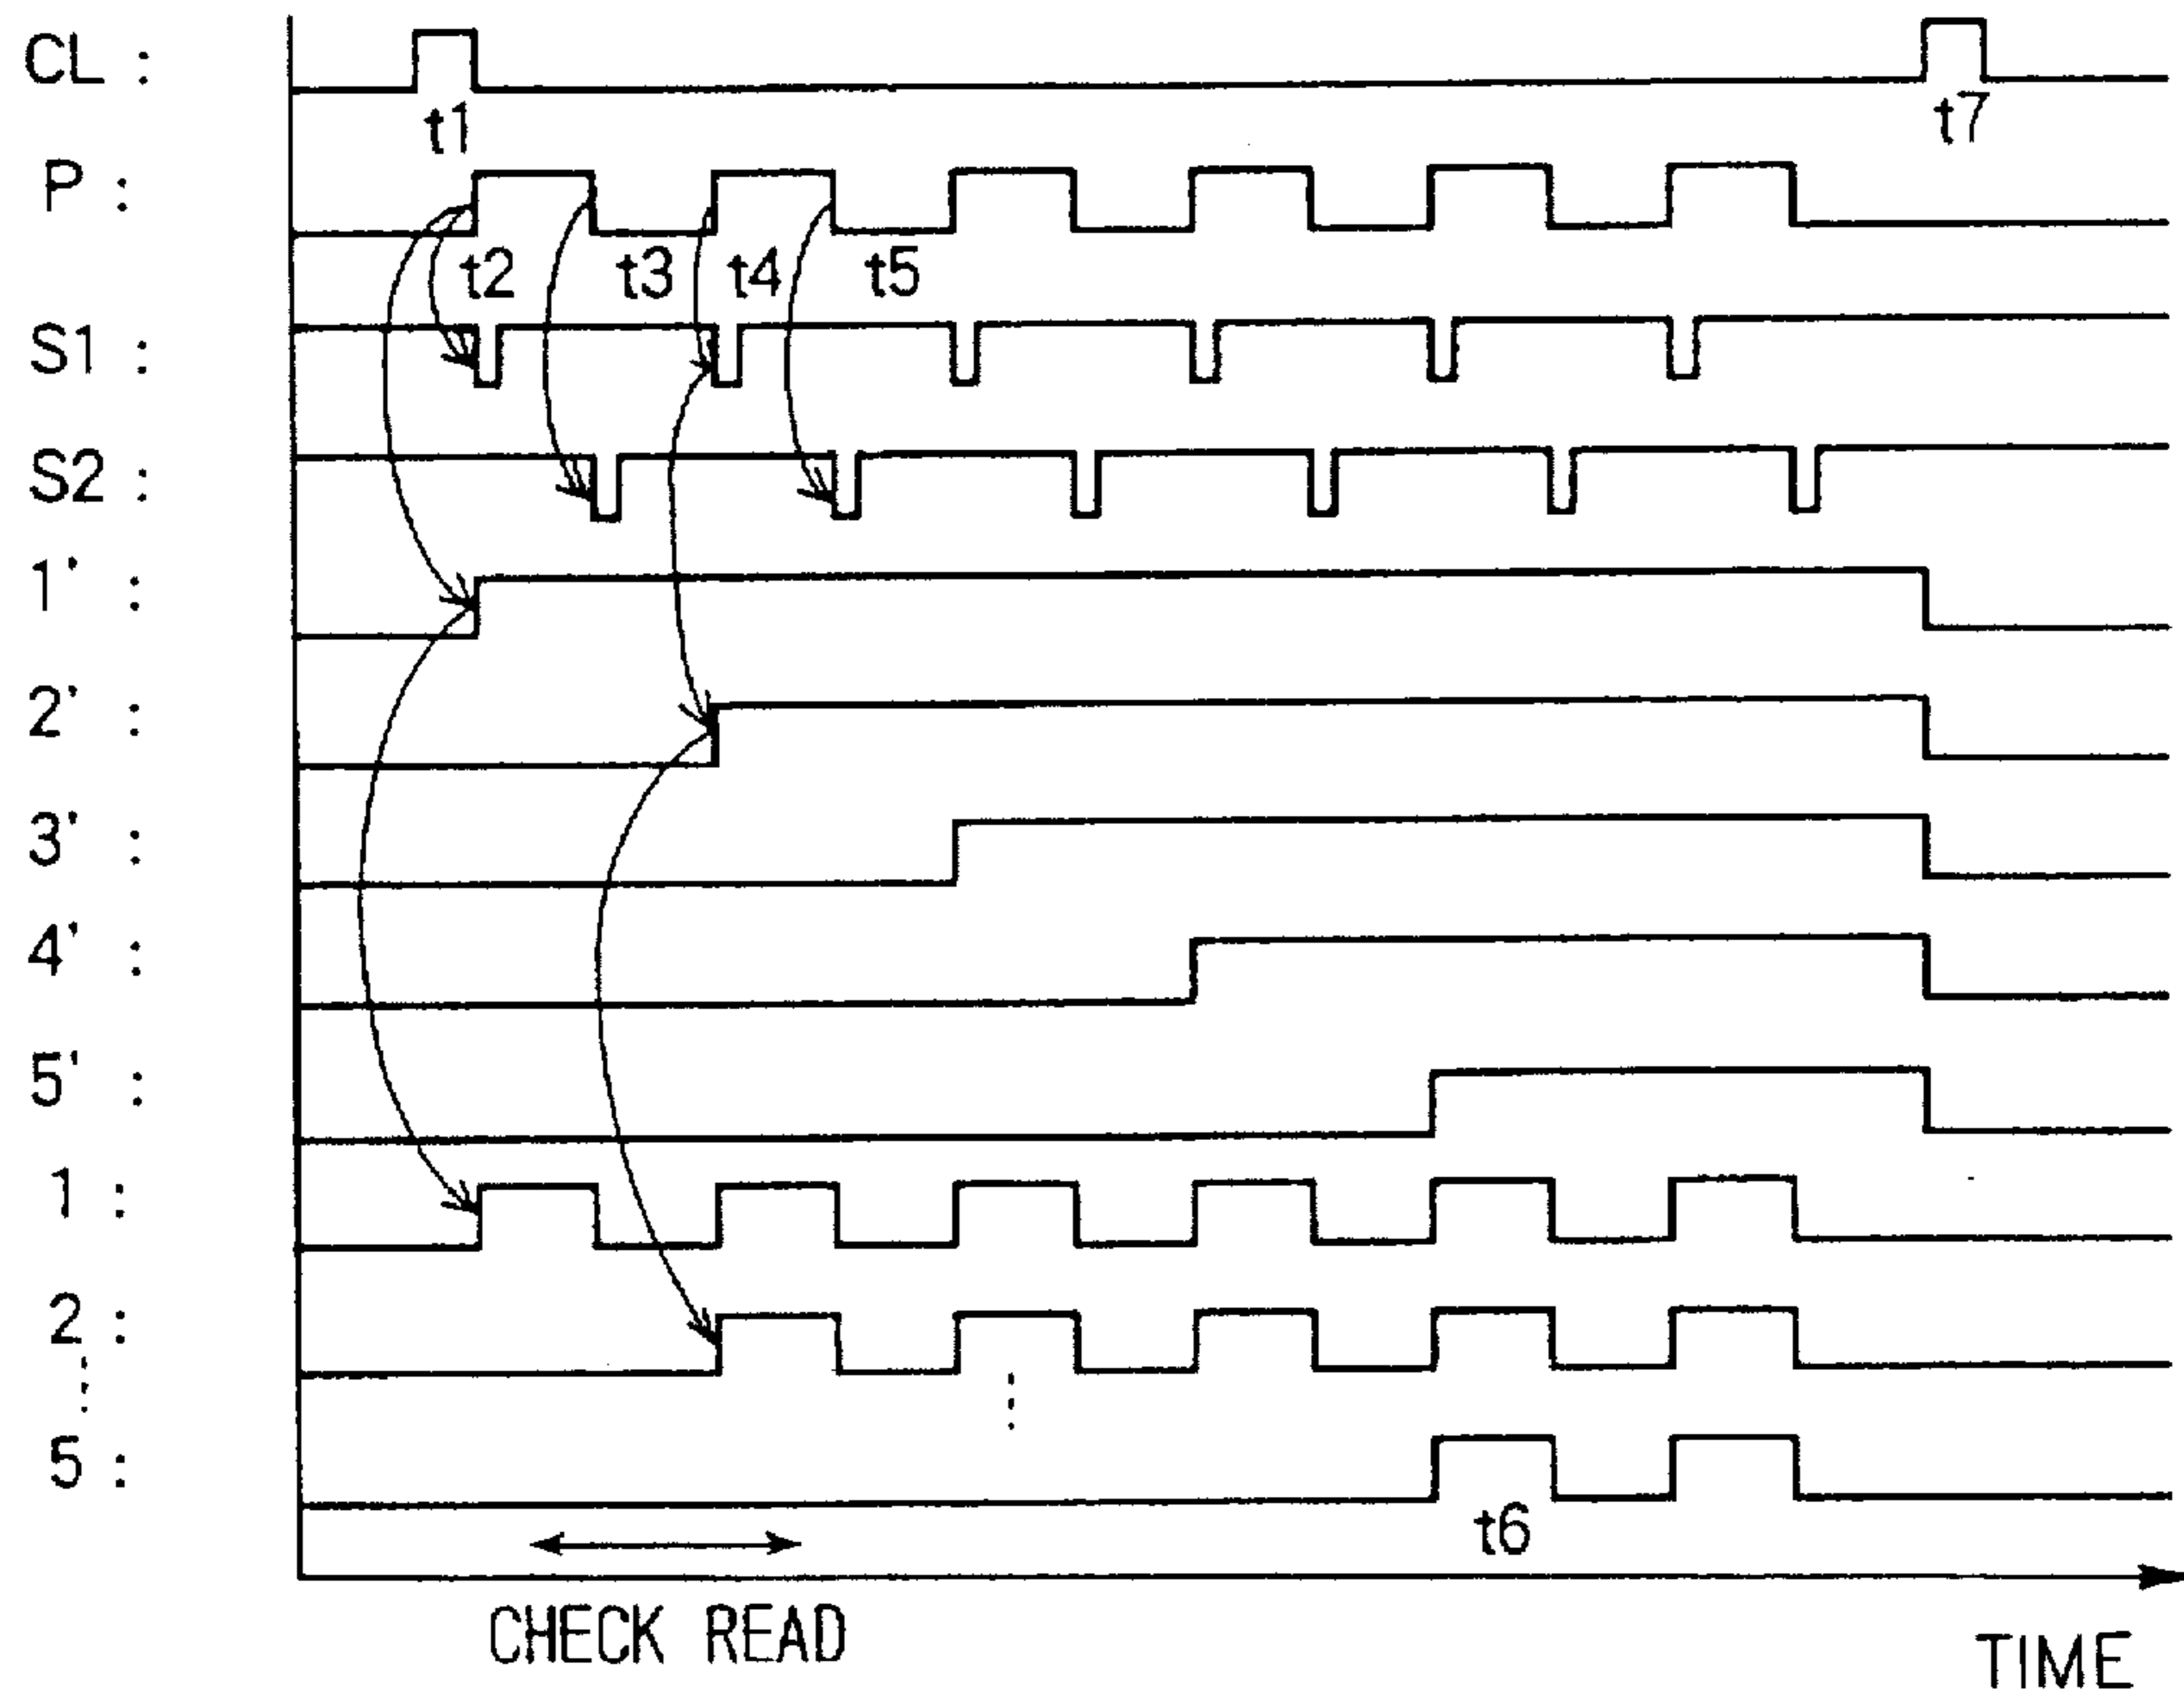 CL :
t1
t7
P :
t2 t3 t4 t5
S1 :
S2 :
1' :
2' :
3' :
4' :
5' :
1 :
2 :
5 :
t6
CHECK READ
TIME